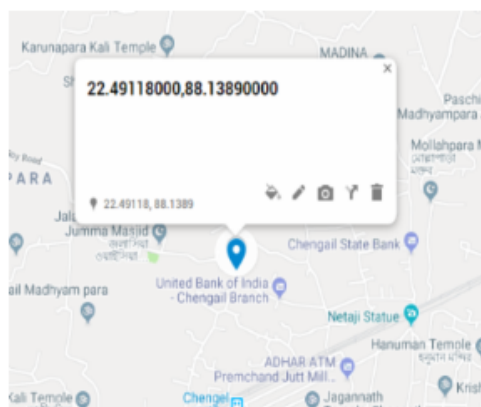 Karunapara Kali Temple
MADINA
22.49118000,88.13890000
Paschi
Madhyampara
Mollahpara M
PARA
22.49118, 88.1389
Jumma Masjid
Chengail State Bank
ail Madhyam para
United Bank of India
- Chengail Branch
Netaji Statue
Hanuman Temple
ADHAR ATM
Premchand Jutt Mill...
Kali Temple
Chengel
Jagannath
Krish